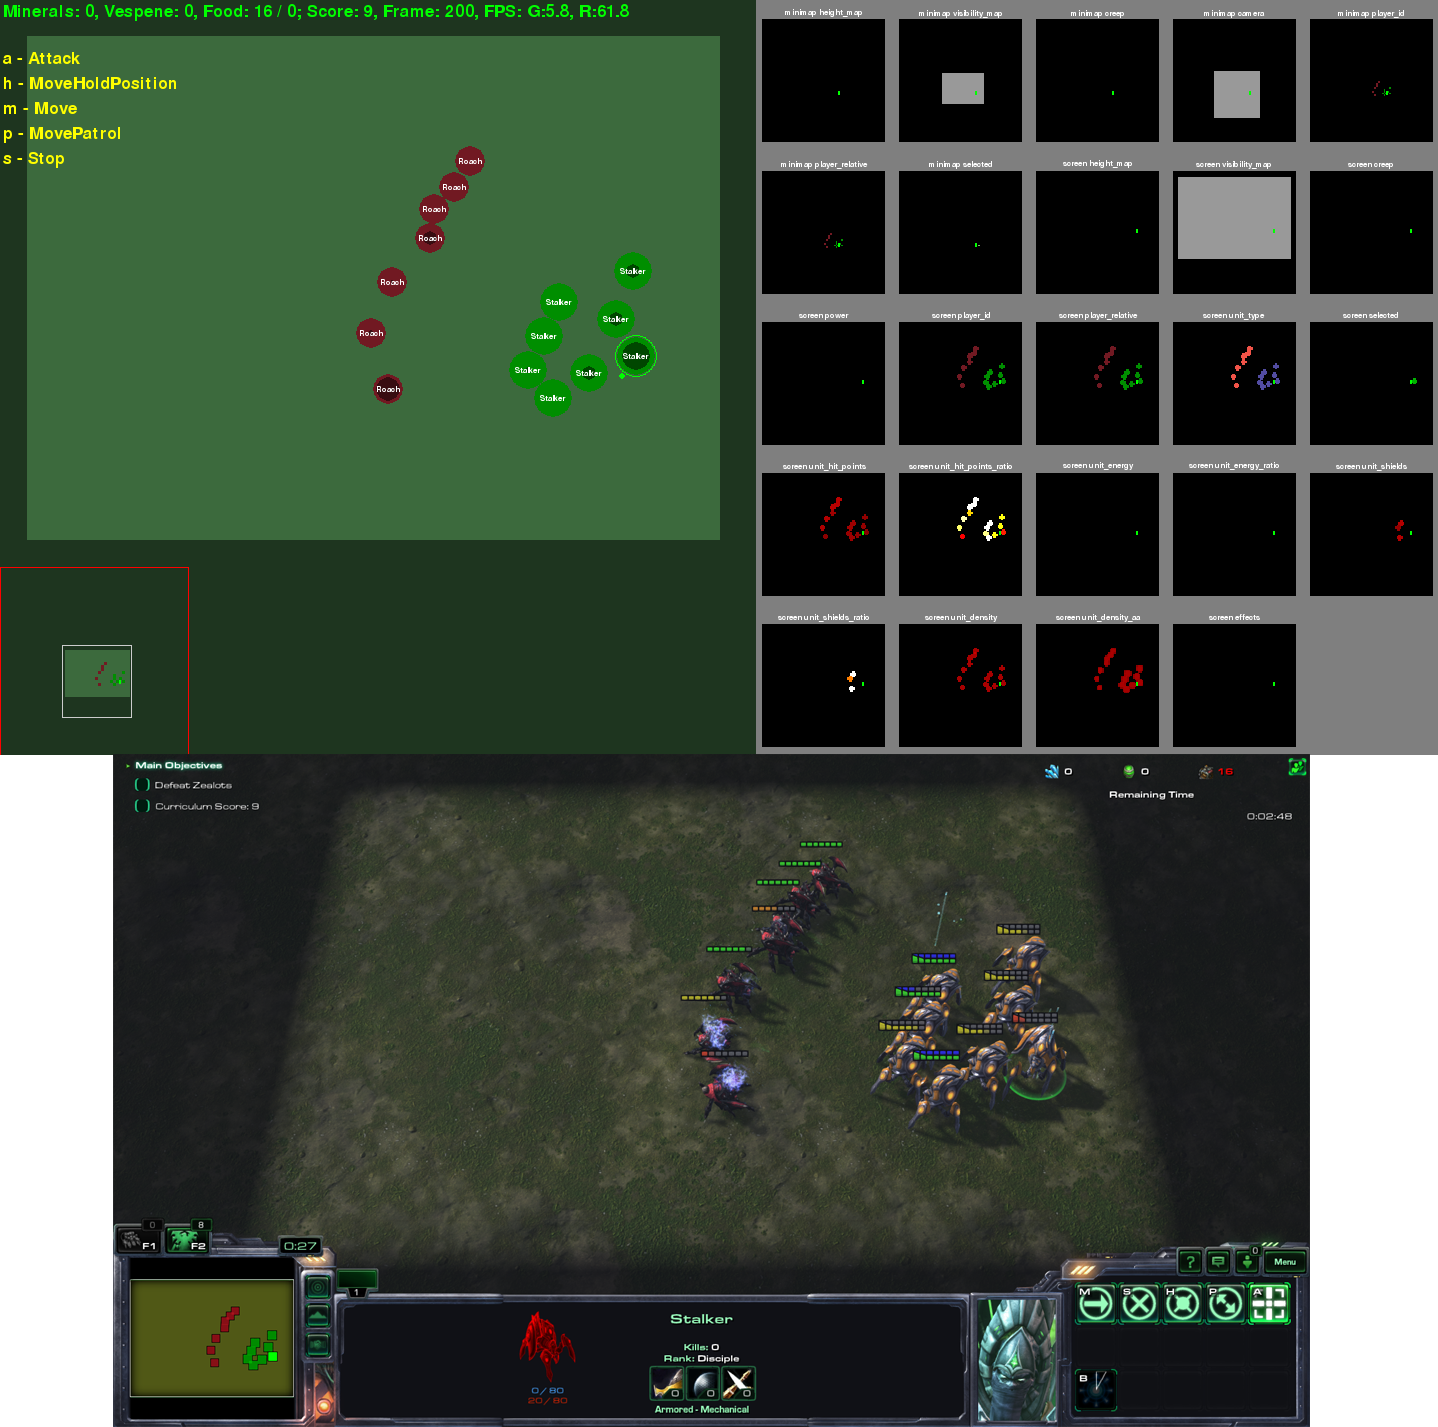 Minerals: 0, Vespene: 0, Food: 16 / 0; Score: 9, Frame: 200, FPS: G:5.8, R:61.8
a - Attack
h - MoveHoldPosition
m - Move
p - MovePatrol
s - Stop
Roach
Roach
Roach
Roach
Roach
Roach
Roach
Stalker
Stalker
Stalker
Stalker
Stalker
Stalker
Stalker
Stalker
minimap height_map
minimap visibility_map
minimap creep
minimap camera
minimap player_id
minimap player_relative
minimap selected
screen height_map
screen visibility_map
screen creep
screen power
screen player_id
screen player_relative
screen unit_type
screen selected
screen unit_hit_points
screen unit_hit_points_ratio
screen unit_energy
screen unit_energy_ratio
screen unit_shields
screen unit_shields_ratio
screen unit_density
screen unit_density_aa
screen effects
Main Objectives
Defeat Zealots
Curriculum Score: 9
0
0
16
Remaining Time
0:02:48
0
8
F1
F2
0:27
1
Stalker
Kills: 0
Rank: Disciple
0
0
0
0/80
20/80
Armored - Mechanical
?
0
Menu
M
S
H
P
A
B